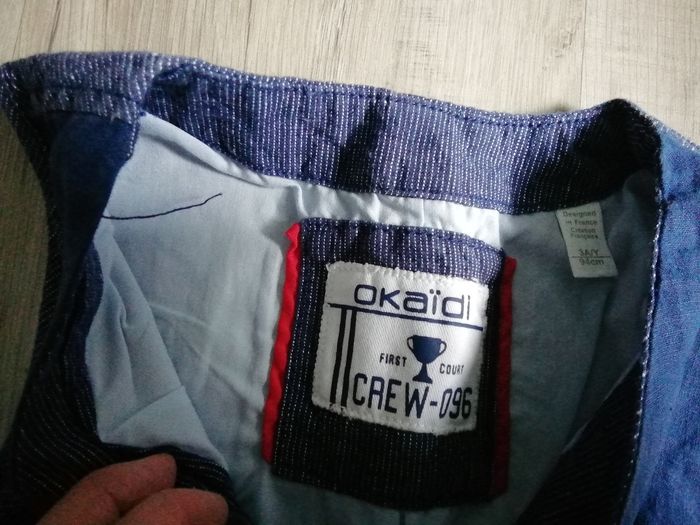 Designed
in France
Création
Française
3A/Y
94cm
OKAÏDI
FIRST COURT
CREW-096